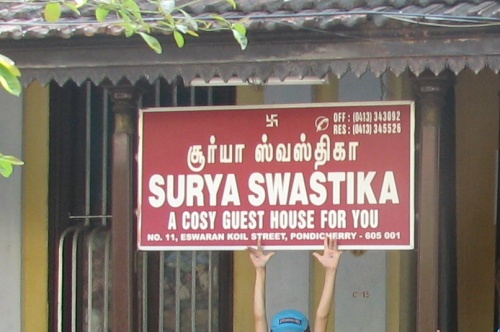 OFF : (0413) 343092
RES : (0413) 345526
சூர்யா ஸ்வஸ்திகா
SURYA SWASTIKA
A COSY GUEST HOUSE FOR YOU
NO. 11, ESWARAN KOIL STREET, PONDICHERRY - 605 001